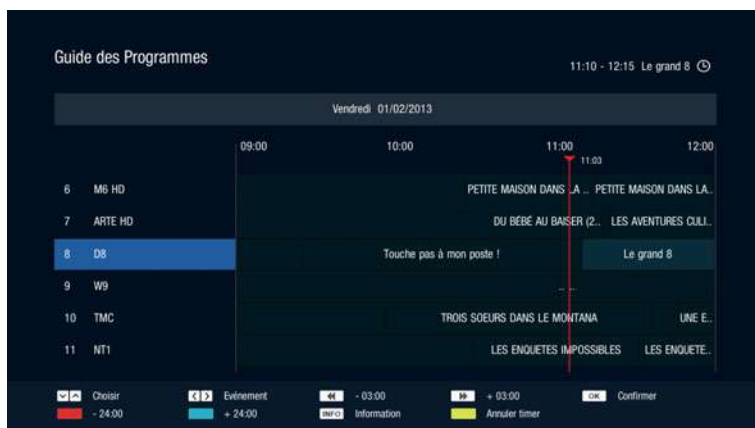 Guide des Programmes
11:10 - 12:15 Le grand 8
Vendredi 01/02/2013
09:00 10:00 11:00 12:00
11:03
6 M6 HD PETITE MAISON DANS LA .. PETITE MAISON DANS LA..
7 ARTE HD DU BÉBÉ AU BAISER (2.. LES AVENTURES CULI..
8 D8 Touche pas à mon poste ! Le grand 8
9 W9 .. ..
10 TMC TROIS SOEURS DANS LE MONTANA UNE E..
11 NT1 LES ENQUETES IMPOSSIBLES LES ENQUETE..
Choisir Evénement - 03:00 + 03:00 OK Confirmer
- 24:00 + 24:00 INFO Information Annuler timer